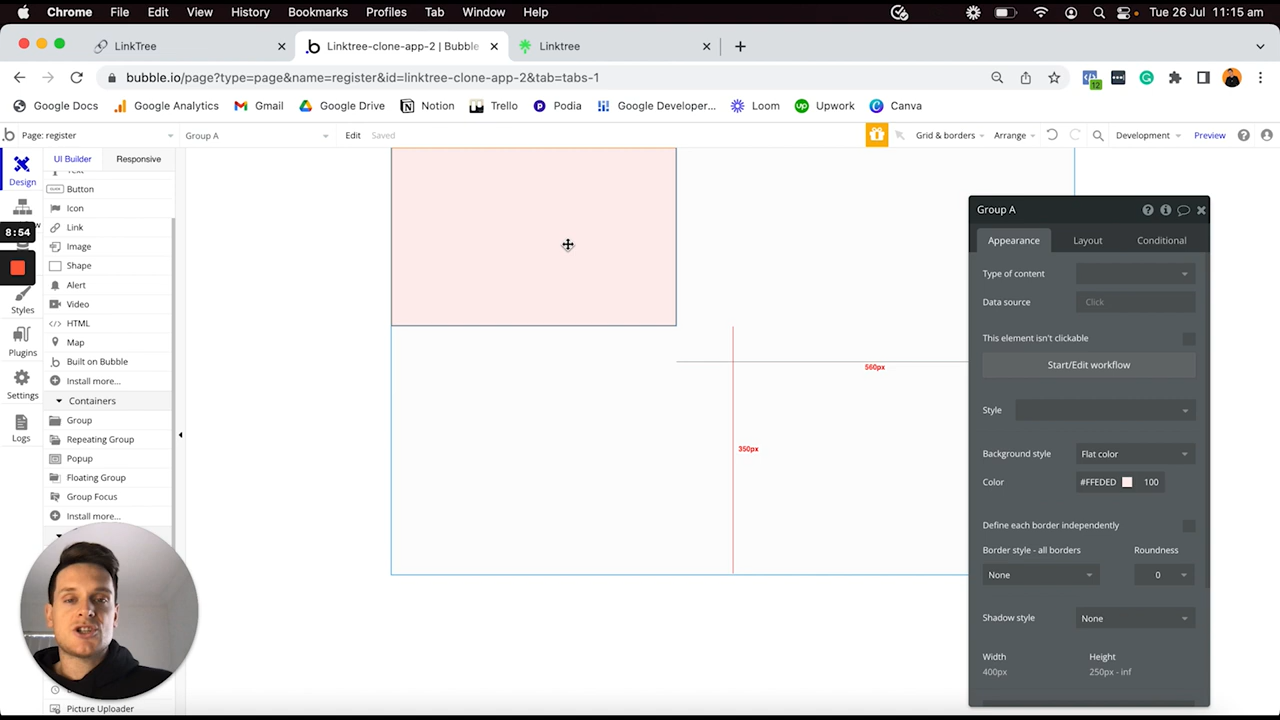 Chrome File Edit View History Bookmarks Profiles Tab Window Help Tue 26 Jul 11:15 am
LinkTree Linktree-clone-app-2 | Bubble Linktree
bubble.io/page?type=page&name=register&id=linktree-clone-app-2&tab=tabs-1 12
Google Docs Google Analytics Gmail Google Drive Notion Trello Podia Google Developer... Loom Upwork Canva
Page: register Group A Edit Saved Grid & borders Arrange Development Preview
UI Builder Responsive
Design
Button
Icon
Link
8:54
Image
Shape
Alert
Video
Styles
HTML
Map
Plugins
Built on Bubble
Install more...
Settings
Containers
Group
Logs
Repeating Group
Popup
Floating Group
Group Focus
Install more...
Picture Uploader
560px
350px
Group A
Appearance Layout Conditional
Type of content
Data source Click
This element isn't clickable
Start/Edit workflow
Style
Background style Flat color
Color #FFEDED 100
Define each border independently
Border style - all borders Roundness
None 0
Shadow style None
Width Height
400px 250px - inf